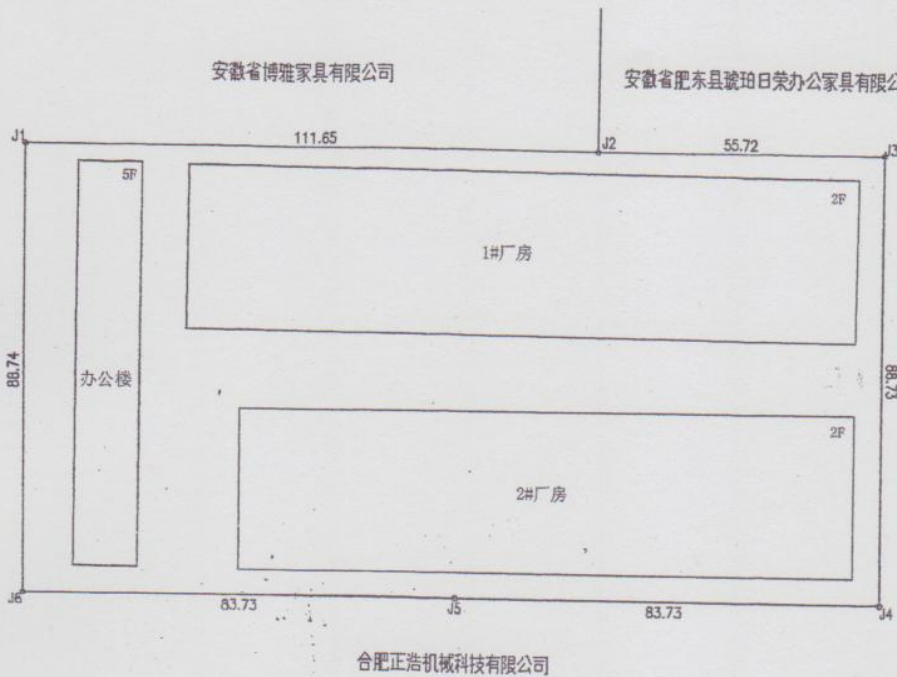 安徽省博雅家具有限公司
安徽省肥东县琥珀日荣办公家具有限公
J1
111.65
J2
55.72
J3
5F
2F
1#厂房
88.74
办公楼
88.73
2F
2#厂房
J6
83.73
J5
83.73
J4
合肥正浩机械科技有限公司